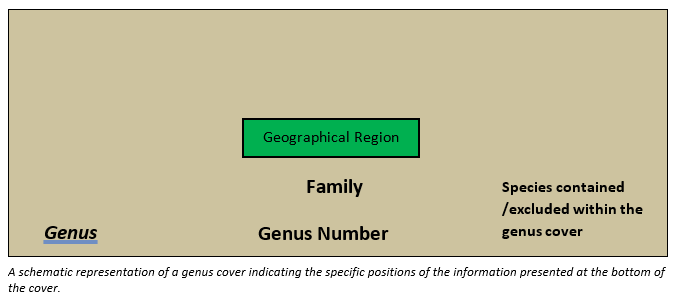 Geographical Region
Family
Species contained
/excluded within the
genus cover
Genus
Genus Number
A schematic representation of a genus cover indicating the specific positions of the information presented at the bottom of
the cover.